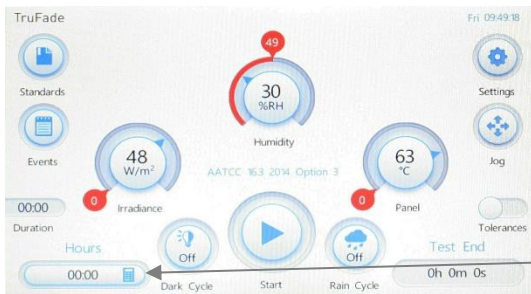 TruFade
Fri 09:49:18
49
Standards
30
%RH
Settings
Humidity
Events
48
W/m²
63
°C
Jog
AATCC 16.3 2014 Option 3
0
Irradiance
0
Panel
00:00
Duration
Tolerances
Hours
Off
Off
Test End
00:00
Dark Cycle
Start
Rain Cycle
0h 0m 0s